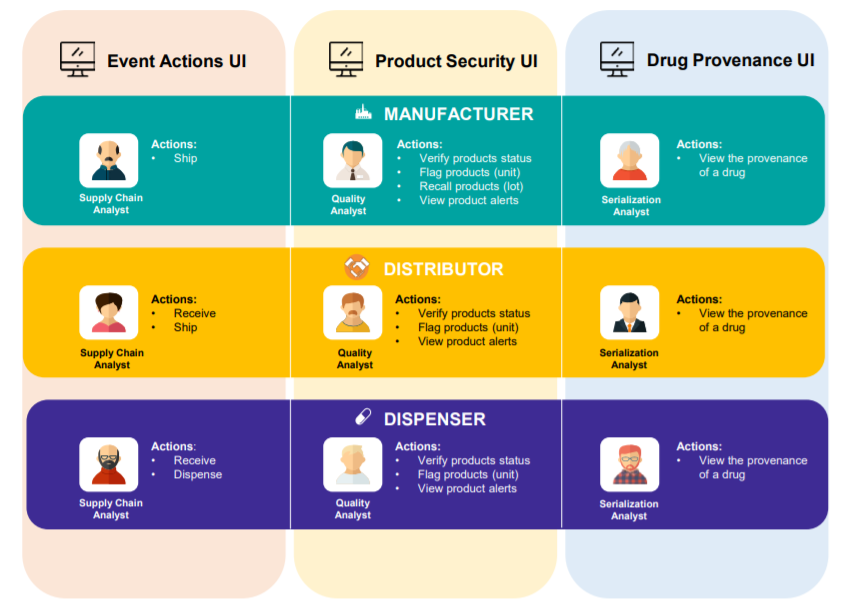 Event Actions UI
Product Security UI
Drug Provenance UI
MANUFACTURER
Actions:
• Ship
Supply Chain
Analyst
Actions:
• Verify products status
• Flag products (unit)
• Recall products (lot)
• View product alerts
Quality
Analyst
Actions:
• View the provenance
of a drug
Serialization
Analyst
DISTRIBUTOR
Actions:
• Receive
• Ship
Supply Chain
Analyst
Actions:
• Verify products status
• Flag products (unit)
• View product alerts
Quality
Analyst
Actions:
• View the provenance
of a drug
Serialization
Analyst
DISPENSER
Actions:
• Receive
• Dispense
Supply Chain
Analyst
Actions:
• Verify products status
• Flag products (unit)
• View product alerts
Quality
Analyst
Actions:
• View the provenance
of a drug
Serialization
Analyst